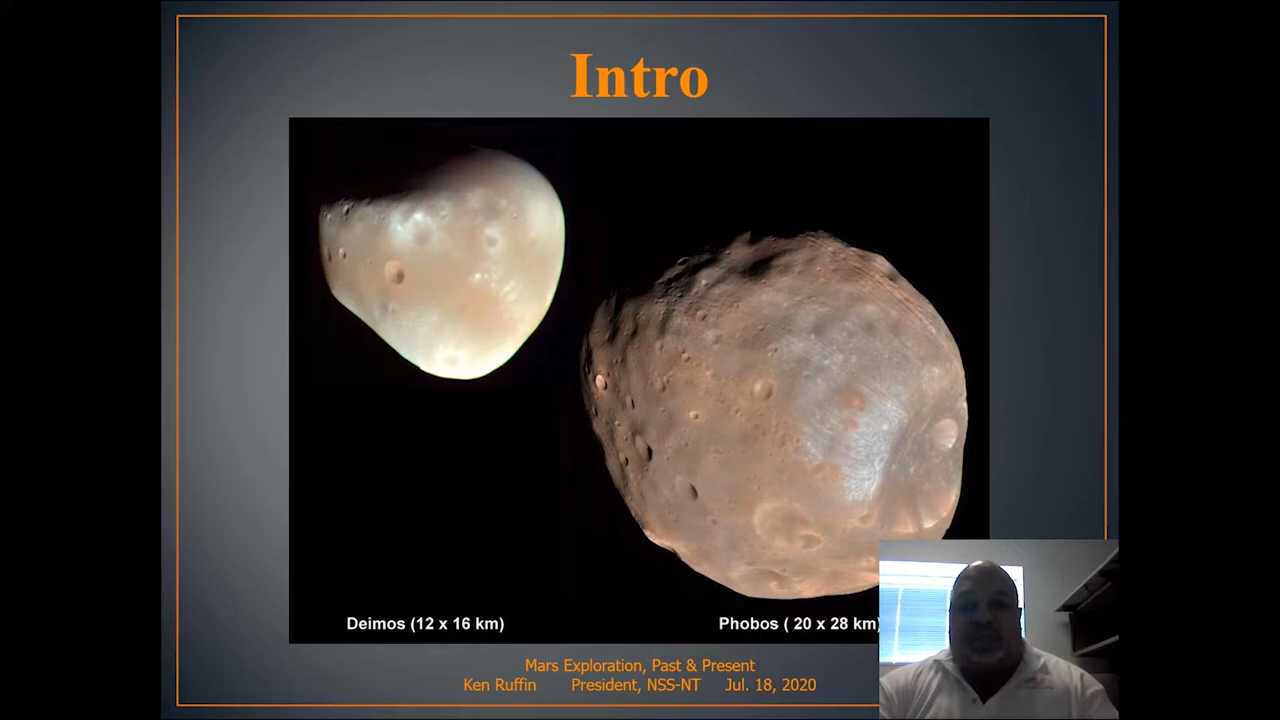 Intro
Deimos (12 x 16 km)
Phobos ( 20 x 28 km)
Mars Exploration, Past & Present
Ken Ruffin President, NSS-NT Jul. 18, 2020